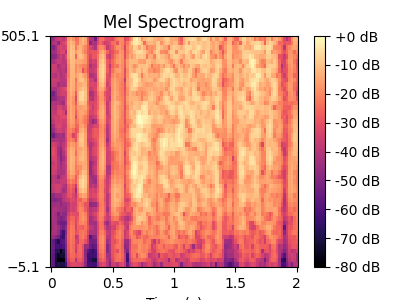 Mel Spectrogram
505.1
-5.1
0
0.5
1
1.5
2
+0 dB
-10 dB
-20 dB
-30 dB
-40 dB
-50 dB
-60 dB
-70 dB
-80 dB